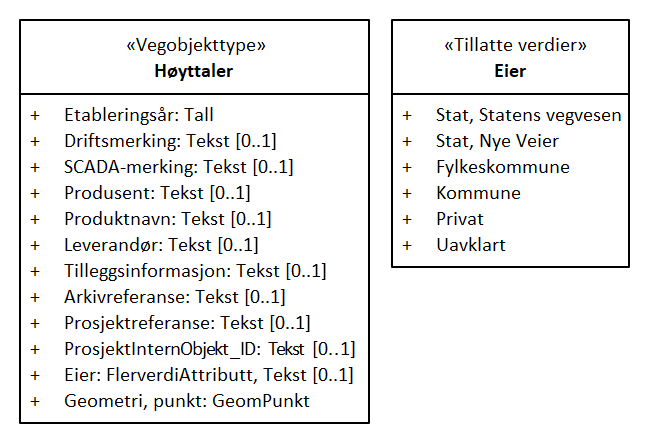 «Vegobjekttype»
Høyttaler
+ Etableringsår: Tall
+ Driftsmerking: Tekst [0..1]
+ SCADA-merking: Tekst [0..1]
+ Produsent: Tekst [0..1]
+ Produktnavn: Tekst [0..1]
+ Leverandør: Tekst [0..1]
+ Tilleggsinformasjon: Tekst [0..1]
+ Arkivreferanse: Tekst [0..1]
+ Prosjektreferanse: Tekst [0..1]
+ ProsjektInternObjekt_ID: Tekst [0..1]
+ Eier: FlerverdiAttributt, Tekst [0..1]
+ Geometri, punkt: GeomPunkt
«Tillatte verdier»
Eier
+ Stat, Statens vegvesen
+ Stat, Nye Veier
+ Fylkeskommune
+ Kommune
+ Privat
+ Uavklart